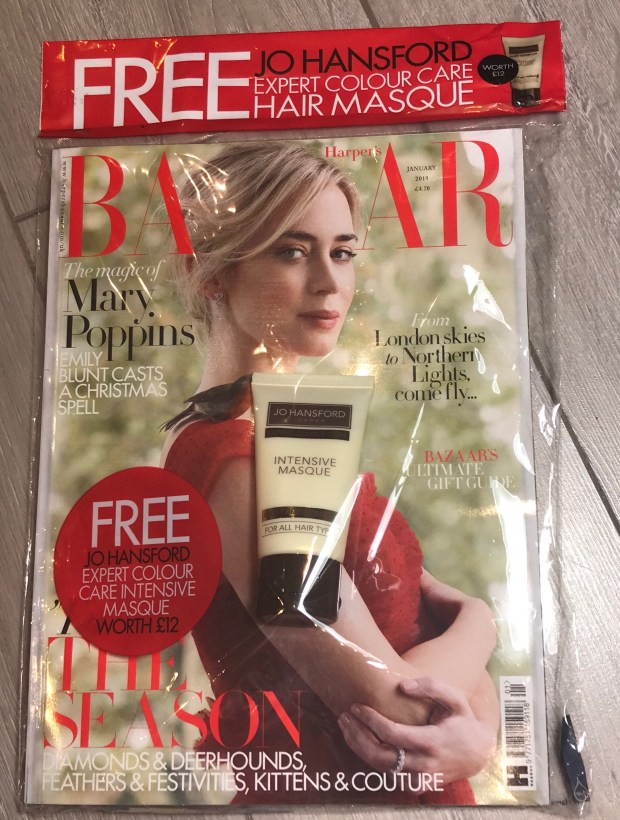 FREE
JO HANSFORD
EXPERT COLOUR CARE
HAIR MASQUE
WORTH
£12
Harper's
BAZAAR
JANUARY
2019
£4.70
The magic of
Mary
Poppins
EMILY
BLUNT CASTS
A CHRISTMAS
SPELL
From
London skies
to Northern
Lights,
come fly...
BAZAAR'S
ULTIMATE
GIFT GUIDE
JO HANSFORD
INTENSIVE
MASQUE
FOR ALL HAIR TYP
FREE
JO HANSFORD
EXPERT COLOUR
CARE INTENSIVE
MASQUE
WORTH £12
THE
SEASON
DIAMONDS & DEERHOUNDS,
FEATHERS & FESTIVITIES, KITTENS & COUTURE